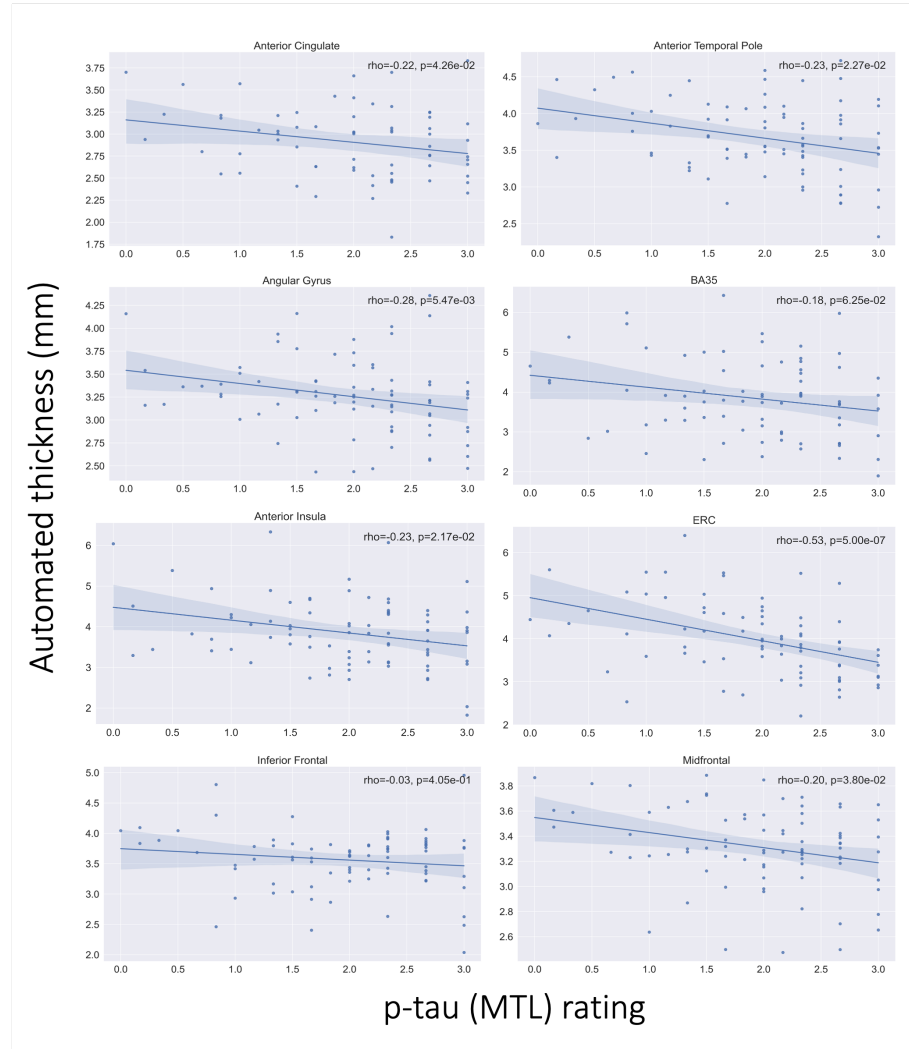 Automated thickness (mm)
Anterior Cingulate
rho=-0.22, p=4.26e-02
3.75
3.50
3.25
3.00
2.75
2.50
2.25
2.00
1.75
0.0 0.5 1.0 1.5 2.0 2.5 3.0
Anterior Temporal Pole
rho=-0.23, p=2.27e-02
4.5
4.0
3.5
3.0
2.5
0.0 0.5 1.0 1.5 2.0 2.5 3.0
Angular Gyrus
rho=-0.28, p=5.47e-03
4.25
4.00
3.75
3.50
3.25
3.00
2.75
2.50
0.0 0.5 1.0 1.5 2.0 2.5 3.0
BA35
rho=-0.18, p=6.25e-02
6
5
4
3
2
0.0 0.5 1.0 1.5 2.0 2.5 3.0
Anterior Insula
rho=-0.23, p=2.17e-02
6
5
4
3
2
0.0 0.5 1.0 1.5 2.0 2.5 3.0
ERC
rho=-0.53, p=5.00e-07
6
5
4
3
2
0.0 0.5 1.0 1.5 2.0 2.5 3.0
Inferior Frontal
rho=-0.03, p=4.05e-01
5.0
4.5
4.0
3.5
3.0
2.5
2.0
0.0 0.5 1.0 1.5 2.0 2.5 3.0
Midfrontal
rho=-0.20, p=3.80e-02
3.8
3.6
3.4
3.2
3.0
2.8
2.6
0.0 0.5 1.0 1.5 2.0 2.5 3.0
p-tau (MTL) rating